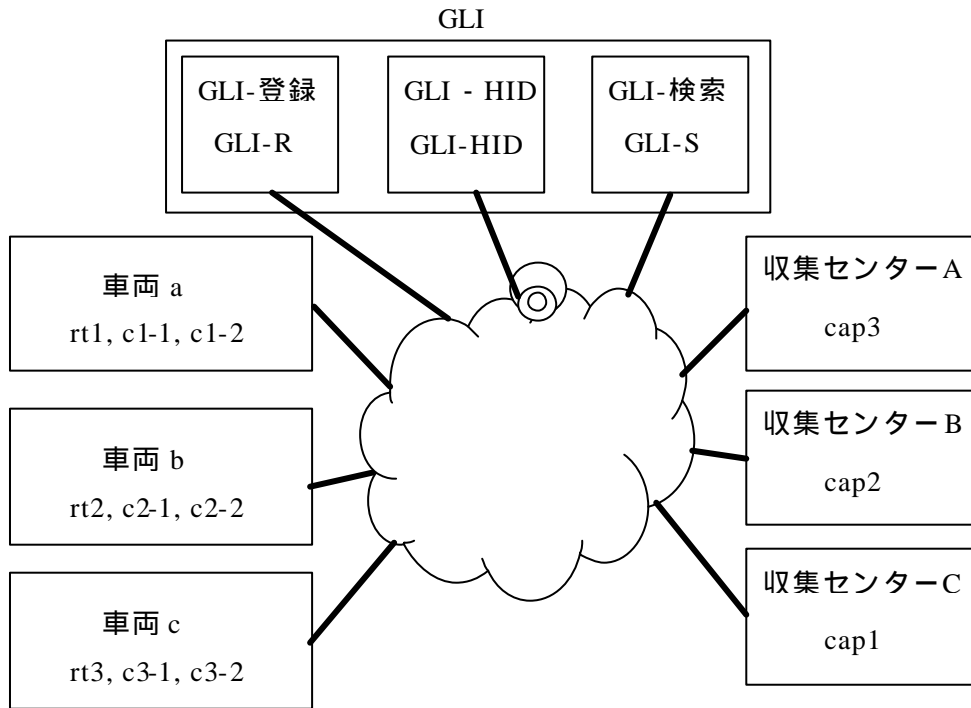 GLI
GLI-登録
GLI-R
GLI - HID
GLI-HID
GLI-検索
GLI-S
車両 a
rt1, c1-1, c1-2
車両 b
rt2, c2-1, c2-2
車両 c
rt3, c3-1, c3-2
収集センターA
cap3
収集センターB
cap2
収集センターC
cap1